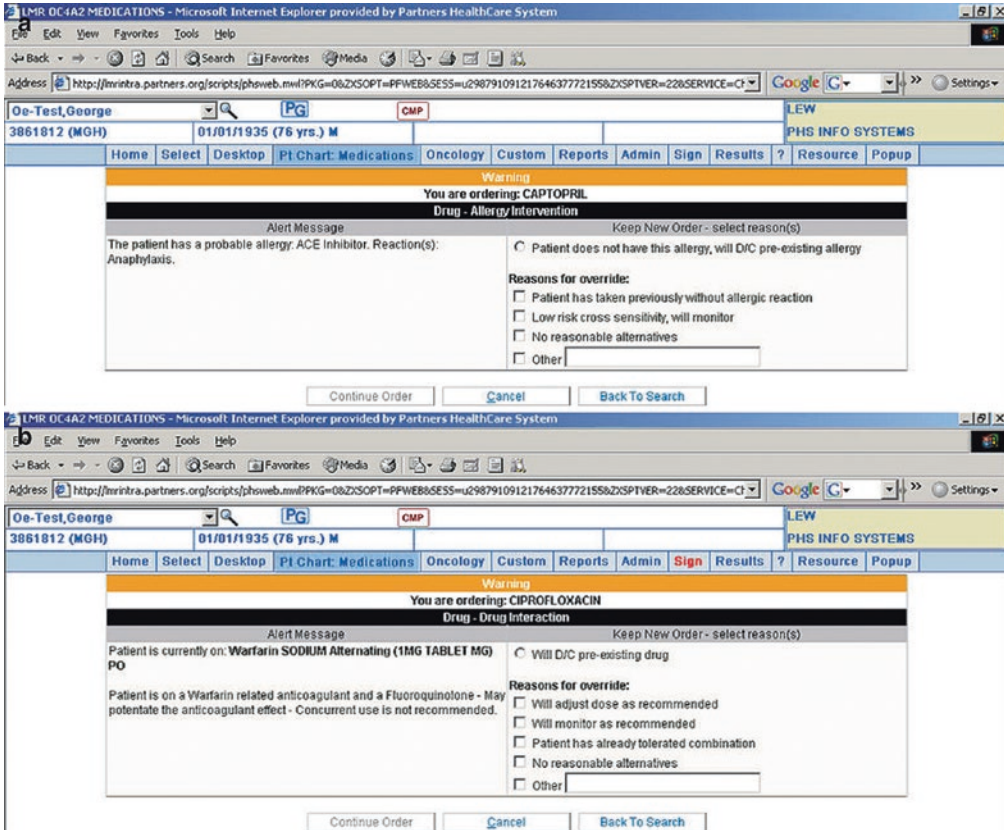 LMR OC4A2 MEDICATIONS - Microsoft Internet Explorer provided by Partners HealthCare System
a
File Edit View Favorites Tools Help
Back Search Favorites Media
Address http://lmrintra.partners.org/scripts/phsweb.mwl?PKG=0&ZXSOPT=PFWEB&SESS=u2987910912176463777215S&ZXSPTVER=22&SERVICE=CF Google G Settings
Oe-Test,George PG CMP LEW
3861812 (MGH) 01/01/1935 (76 yrs.) M PHS INFO SYSTEMS
Home Select Desktop Pt Chart: Medications Oncology Custom Reports Admin Sign Results ? Resource Popup
Warning
You are ordering: CAPTOPRIL
Drug - Allergy Intervention
Alert Message Keep New Order - select reason(s)
The patient has a probable allergy: ACE Inhibitor. Reaction(s): Patient does not have this allergy, will D/C pre-existing allergy
Anaphylaxis.
Reasons for override:
Patient has taken previously without allergic reaction
Low risk cross sensitivity, will monitor
No reasonable alternatives
Other
Continue Order Cancel Back To Search
LMR OC4A2 MEDICATIONS - Microsoft Internet Explorer provided by Partners HealthCare System
b
Edit View Favorites Tools Help
Back Search Favorites Media
Address http://lmrintra.partners.org/scripts/phsweb.mwl?PKG=0&ZXSOPT=PFWEB&SESS=u2987910912176463777215S&ZXSPTVER=22&SERVICE=CF Google G Settings
Oe-Test,George PG CMP LEW
3861812 (MGH) 01/01/1935 (76 yrs.) M PHS INFO SYSTEMS
Home Select Desktop Pt Chart: Medications Oncology Custom Reports Admin Sign Results ? Resource Popup
Warning
You are ordering: CIPROFLOXACIN
Drug - Drug Interaction
Alert Message Keep New Order - select reason(s)
Patient is currently on: Warfarin SODIUM Alternating (1MG TABLET MG) Will D/C pre-existing drug
PO
Reasons for override:
Patient is on a Warfarin related anticoagulant and a Fluoroquinolone - May Will adjust dose as recommended
potentate the anticoagulant effect - Concurrent use is not recommended. Will monitor as recommended
Patient has already tolerated combination
No reasonable alternatives
Other
Continue Order Cancel Back To Search